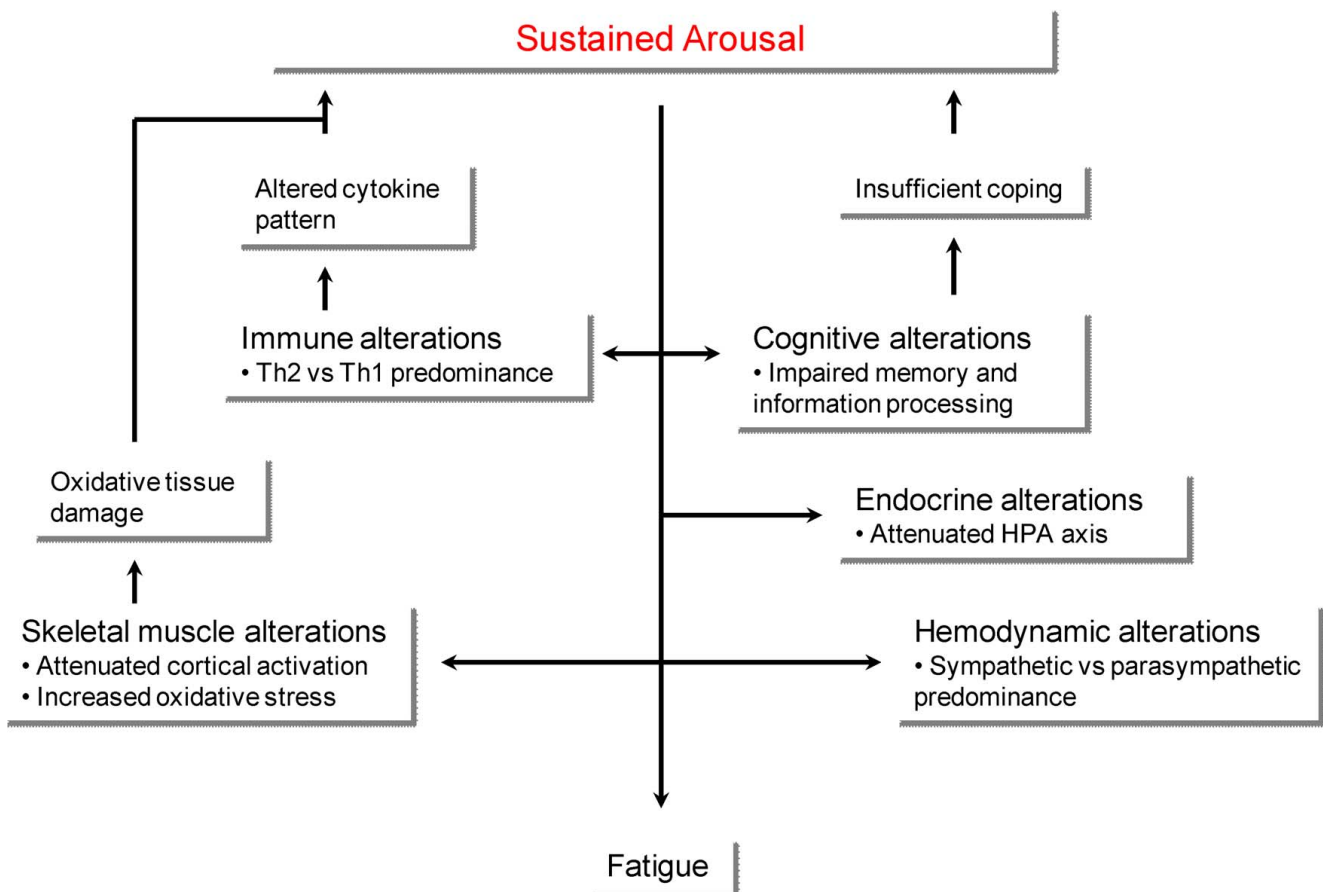 Sustained Arousal
Altered cytokine
pattern
Insufficient coping
Immune alterations
• Th2 vs Th1 predominance
Cognitive alterations
• Impaired memory and
information processing
Oxidative tissue
damage
Endocrine alterations
• Attenuated HPA axis
Skeletal muscle alterations
• Attenuated cortical activation
• Increased oxidative stress
Hemodynamic alterations
• Sympathetic vs parasympathetic
predominance
Fatigue